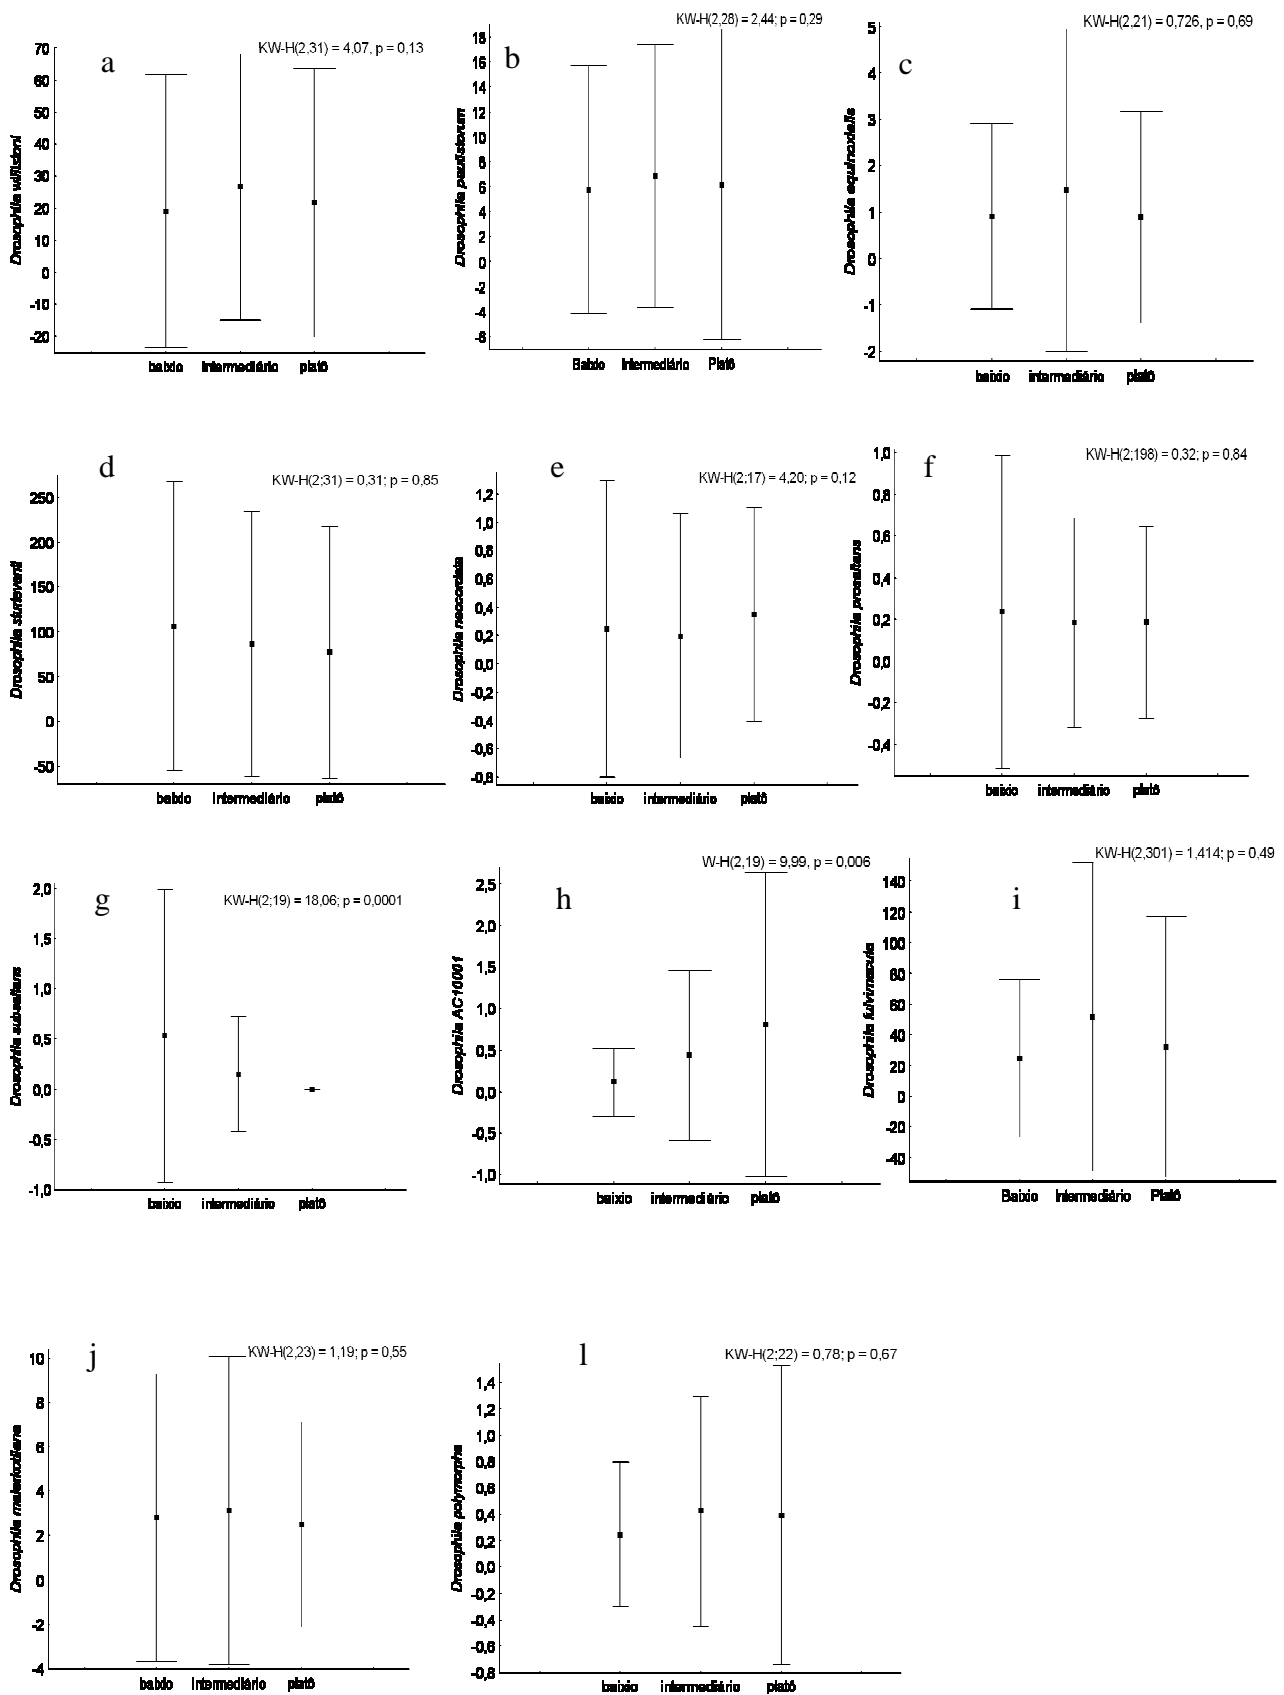 KW-H(2,31) = 4,07, p = 0,13
a
70
60
50
40
30
20
10
0
-10
-20
Drosophila willistoni
baixio intermediário platô
KW-H(2,28) = 2,44; p = 0,29
b
18
16
14
12
10
8
6
4
2
0
-2
-4
-6
Drosophila paulistorum
Baixio Intermediário Platô
KW-H(2,21) = 0,726, p = 0,69
c
5
4
3
2
1
0
-1
-2
Drosophila equinoxialis
baixio intermediário platô
d
KW-H(2;31) = 0,31; p = 0,85
250
200
150
100
50
0
-50
Drosophila sturtevanti
baixio Intermediário platô
e
KW-H(2;17) = 4,20; p = 0,12
1,2
1,0
0,8
0,6
0,4
0,2
0,0
-0,2
-0,4
-0,6
-0,8
Drosophila neocordata
baixio intermediário platô
f
KW-H(2;198) = 0,32; p = 0,84
1,0
0,8
0,6
0,4
0,2
0,0
-0,2
-0,4
Drosophila prosaltans
baixio intermediário platô
g
KW-H(2;19) = 18,06; p = 0,0001
2,0
1,5
1,0
0,5
0,0
-0,5
-1,0
Drosophila subsaltans
baixio intermediário platô
h
W-H(2,19) = 9,99, p = 0,006
2,5
2,0
1,5
1,0
0,5
0,0
-0,5
-1,0
Drosophila AC10001
baixio intermediário platô
i
KW-H(2,301) = 1,414; p = 0,49
140
120
100
80
60
40
20
0
-20
-40
Drosophila fulvimacula
Baixio Intermediário Platô
j
KW-H(2,23) = 1,19; p = 0,55
10
8
6
4
2
0
-2
-4
Drosophila malerkotliana
baixio Intermediário platô
l
KW-H(2;22) = 0,78; p = 0,67
1,4
1,2
1,0
0,8
0,6
0,4
0,2
0,0
-0,2
-0,4
-0,6
-0,8
Drosophila polymorpha
baixio intermediário platô